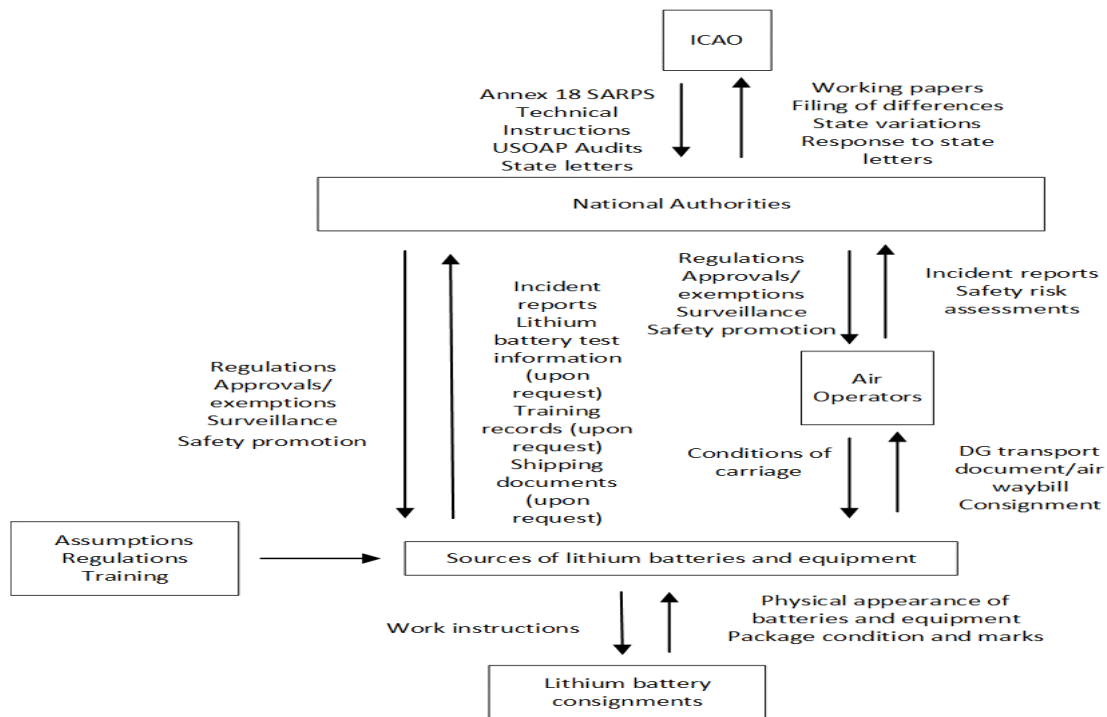 ICAO
Annex 18 SARPS
Technical
Instructions
USOAP Audits
State letters
Working papers
Filing of differences
State variations
Response to state
letters
National Authorities
Regulations
Approvals/
exemptions
Surveillance
Safety promotion
Incident
reports
Lithium
battery test
information
(upon
request)
Training
records (upon
request)
Shipping
documents
(upon
request)
Regulations
Approvals/
exemptions
Surveillance
Safety promotion
Incident reports
Safety risk
assessments
Air
Operators
Conditions of
carriage
DG transport
document/air
waybill
Consignment
Assumptions
Regulations
Training
Sources of lithium batteries and equipment
Work instructions
Physical appearance of
batteries and equipment
Package condition and marks
Lithium battery
consignments